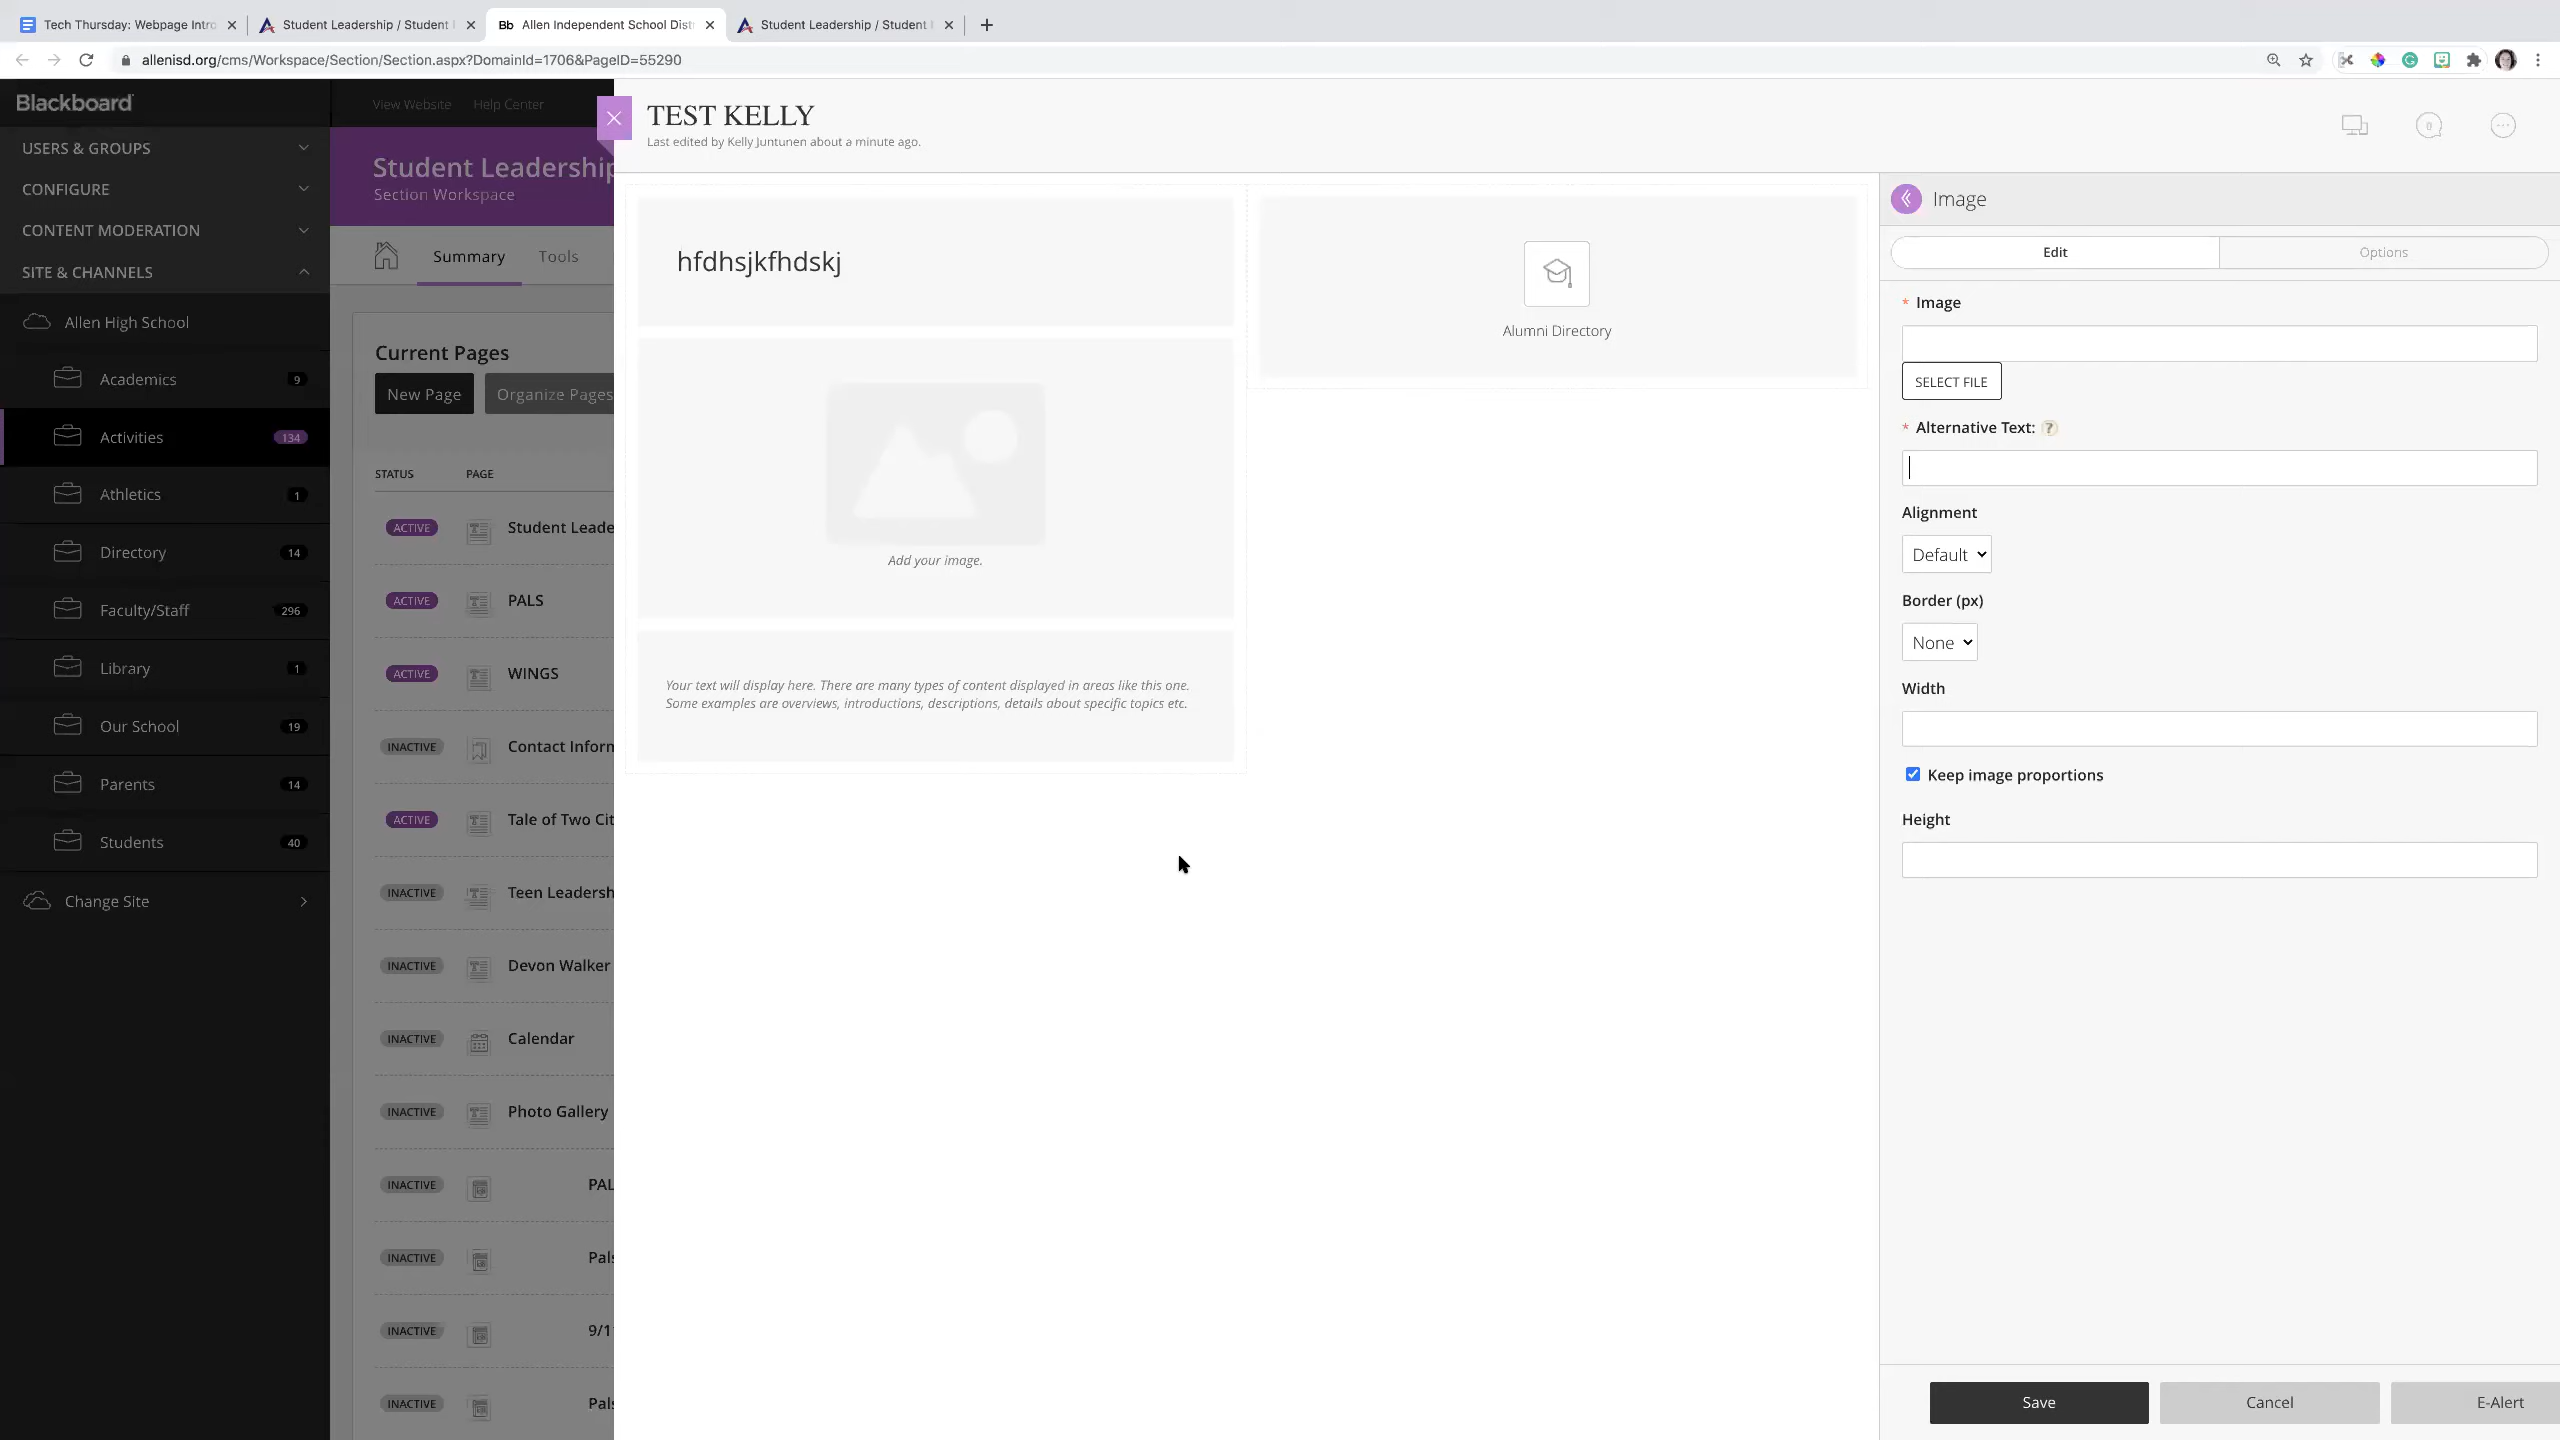 Tech Thursday: Webpage Intro
Student Leadership / Student
Bb Allen Independent School Distr
Student Leadership / Student
allenisd.org/cms/Workspace/Section/Section.aspx?DomainId=1706&PageID=55290
Blackboard
View Website Help Center
USERS & GROUPS
CONFIGURE
CONTENT MODERATION
SITE & CHANNELS
Allen High School
Academics 9
Activities 134
Athletics 1
Directory 14
Faculty/Staff 296
Library 1
Our School 19
Parents 14
Students 40
Change Site
Student Leadership
Section Workspace
Summary Tools
Current Pages
New Page Organize Pages
STATUS PAGE
ACTIVE Student Leade
ACTIVE PALS
ACTIVE WINGS
INACTIVE Contact Inforn
ACTIVE Tale of Two Cit
INACTIVE Teen Leadersh
INACTIVE Devon Walker
INACTIVE Calendar
INACTIVE Photo Gallery
INACTIVE PAL
INACTIVE Pals
INACTIVE 9/1
INACTIVE Pals
TEST KELLY
Last edited by Kelly Juntunen about a minute ago.
0
hfdhsjkfhdskj
Add your image.
Your text will display here. There are many types of content displayed in areas like this one.
Some examples are overviews, introductions, descriptions, details about specific topics etc.
Alumni Directory
Image
Edit Options
* Image
SELECT FILE
* Alternative Text: ?
Alignment
Default
Border (px)
None
Width
Keep image proportions
Height
Save Cancel E-Alert